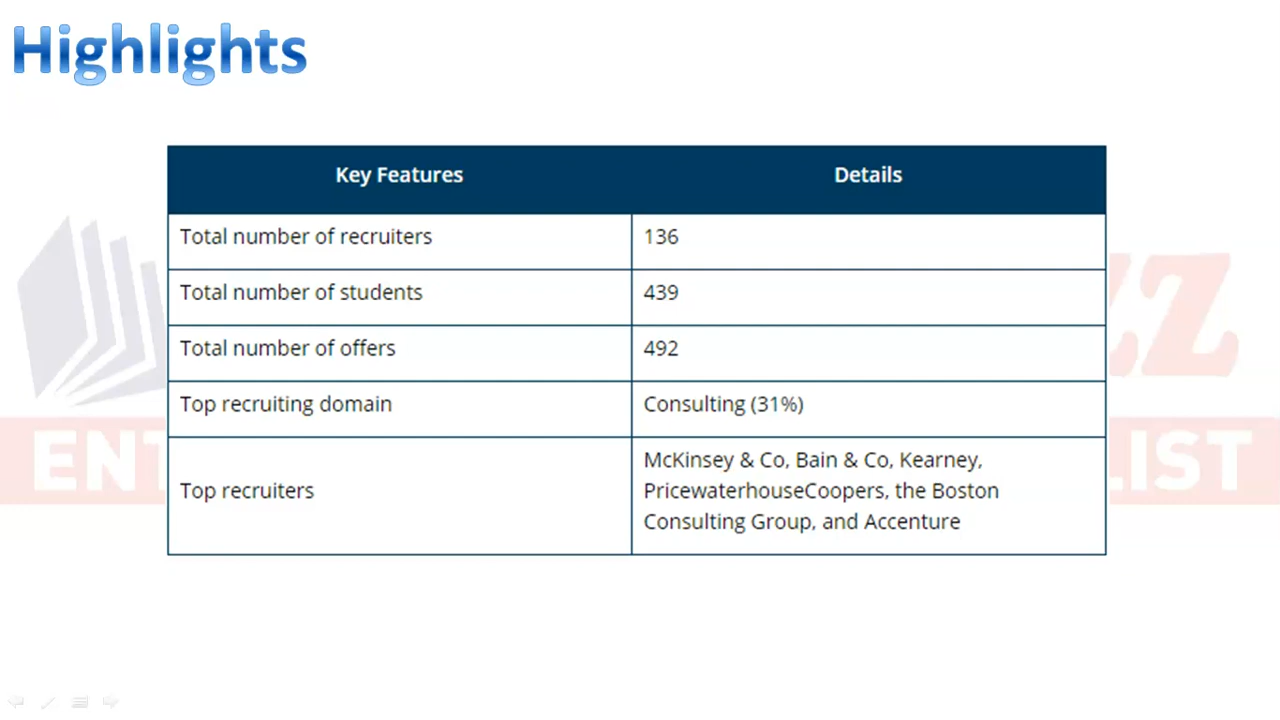 Highlights
Key Features Details
Total number of recruiters 136
Total number of students 439
Total number of offers 492
Top recruiting domain Consulting (31%)
Top recruiters McKinsey & Co, Bain & Co, Kearney,
PricewaterhouseCoopers, the Boston
Consulting Group, and Accenture